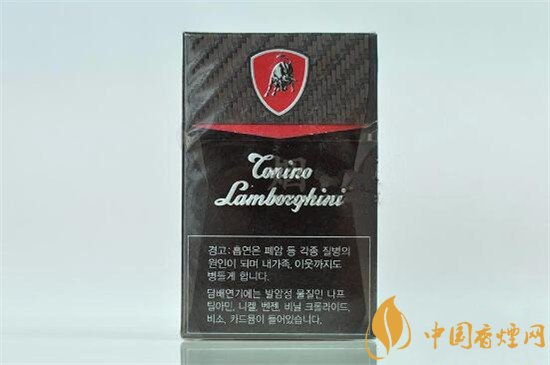 Tonino
Lamborghini
경고: 흡연은 폐암 등 각종 질병의
원인이 되며 내가족, 이웃까지도
병들게 합니다.
담배연기에는 발암성 물질인 나프
틸아민, 니켈, 벤젠, 비닐 크롬라이드,
비소, 카드뮴이 들어있습니다.
中国香烟网